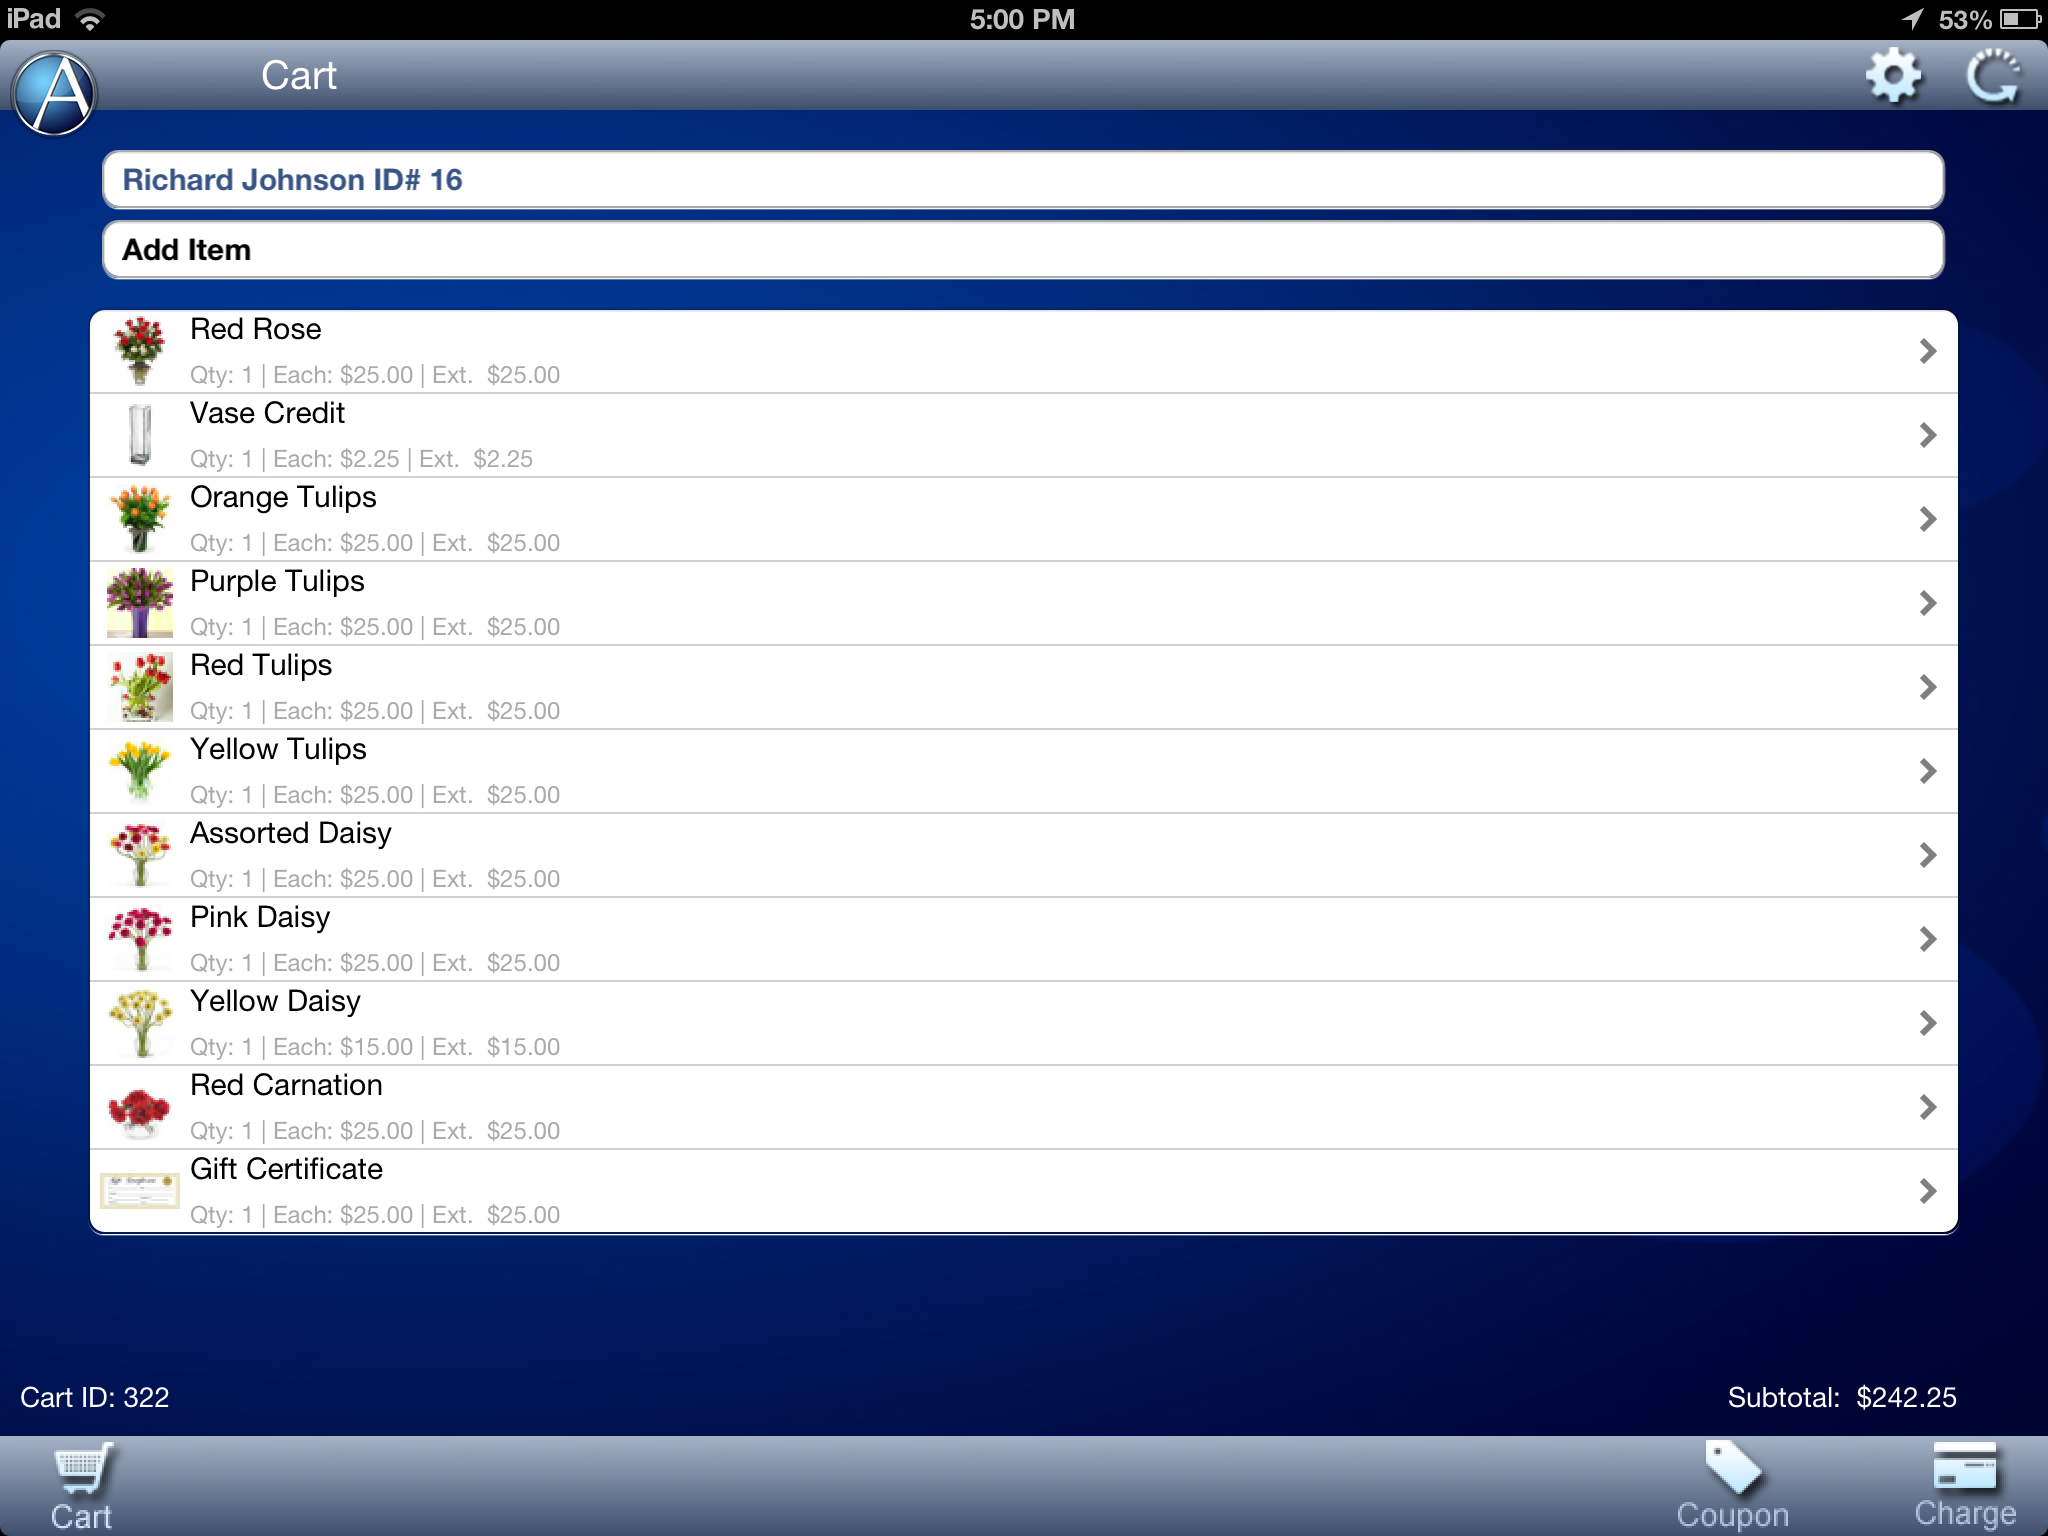 iPad 5:00 PM 53%
Cart
Richard Johnson ID# 16
Add Item
Red Rose
Qty: 1 | Each: $25.00 | Ext. $25.00
Vase Credit
Qty: 1 | Each: $2.25 | Ext. $2.25
Orange Tulips
Qty: 1 | Each: $25.00 | Ext. $25.00
Purple Tulips
Qty: 1 | Each: $25.00 | Ext. $25.00
Red Tulips
Qty: 1 | Each: $25.00 | Ext. $25.00
Yellow Tulips
Qty: 1 | Each: $25.00 | Ext. $25.00
Assorted Daisy
Qty: 1 | Each: $25.00 | Ext. $25.00
Pink Daisy
Qty: 1 | Each: $25.00 | Ext. $25.00
Yellow Daisy
Qty: 1 | Each: $15.00 | Ext. $15.00
Red Carnation
Qty: 1 | Each: $25.00 | Ext. $25.00
Gift Certificate
Qty: 1 | Each: $25.00 | Ext. $25.00
Cart ID: 322 Subtotal: $242.25
Cart Coupon Charge